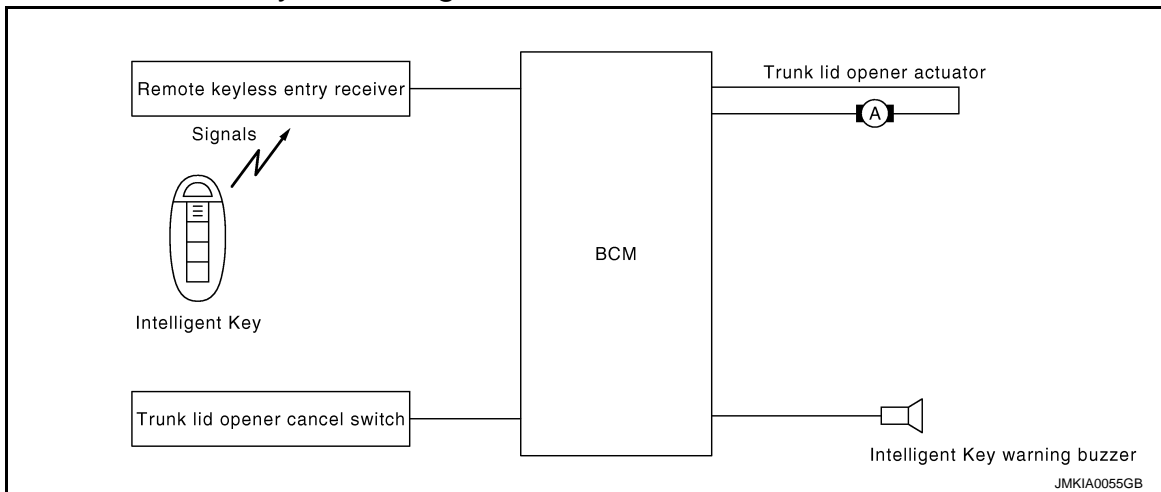 Remote keyless entry receiver
Signals
Intelligent Key
Trunk lid opener cancel switch
BCM
Trunk lid opener actuator
A
Intelligent Key warning buzzer
JMKIA0055GB